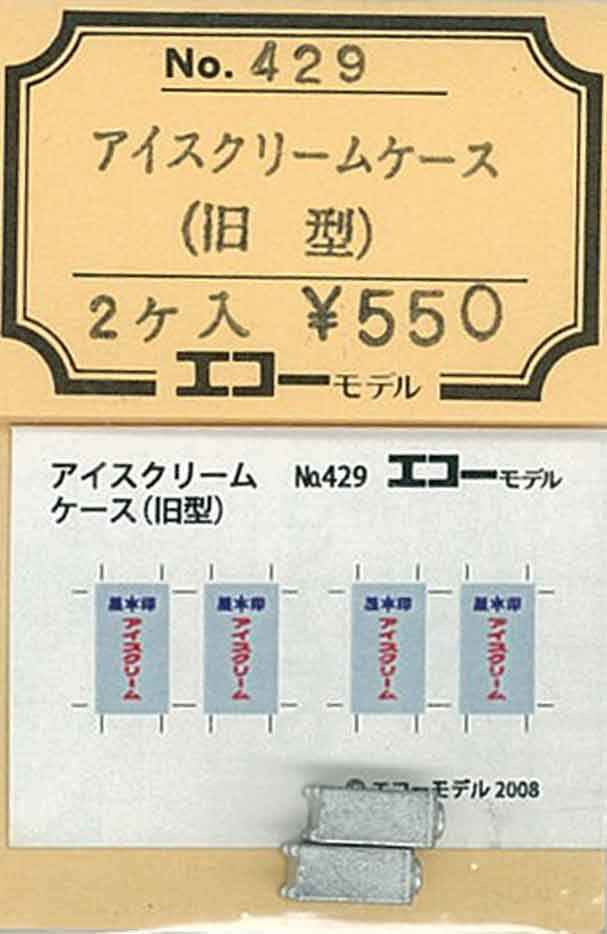 No. 429
アイスクリームケース
(旧 型)
2ケ入 ¥550
エコーモデル
アイスクリーム No.429 エコーモデル
ケース(旧型)
アイスクリーム アイスクリーム アイスクリーム アイスクリーム
© エコーモデル 2008